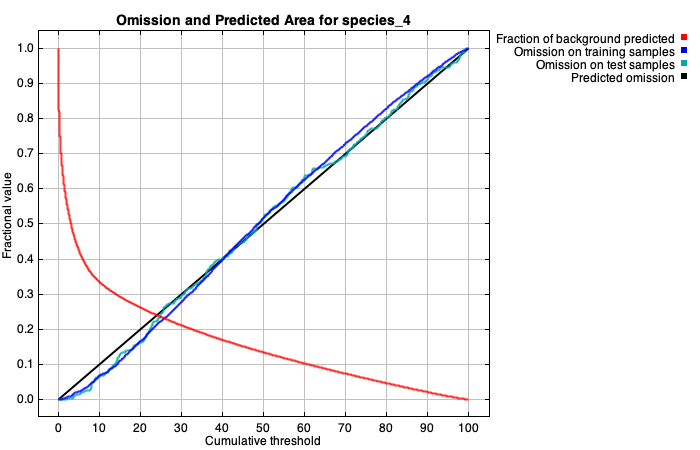 Omission and Predicted Area for species_4
Fraction of background predicted
Omission on training samples
Omission on test samples
Predicted omission
Fractional value
1.0
0.9
0.8
0.7
0.6
0.5
0.4
0.3
0.2
0.1
0.0
0 10 20 30 40 50 60 70 80 90 100
Cumulative threshold